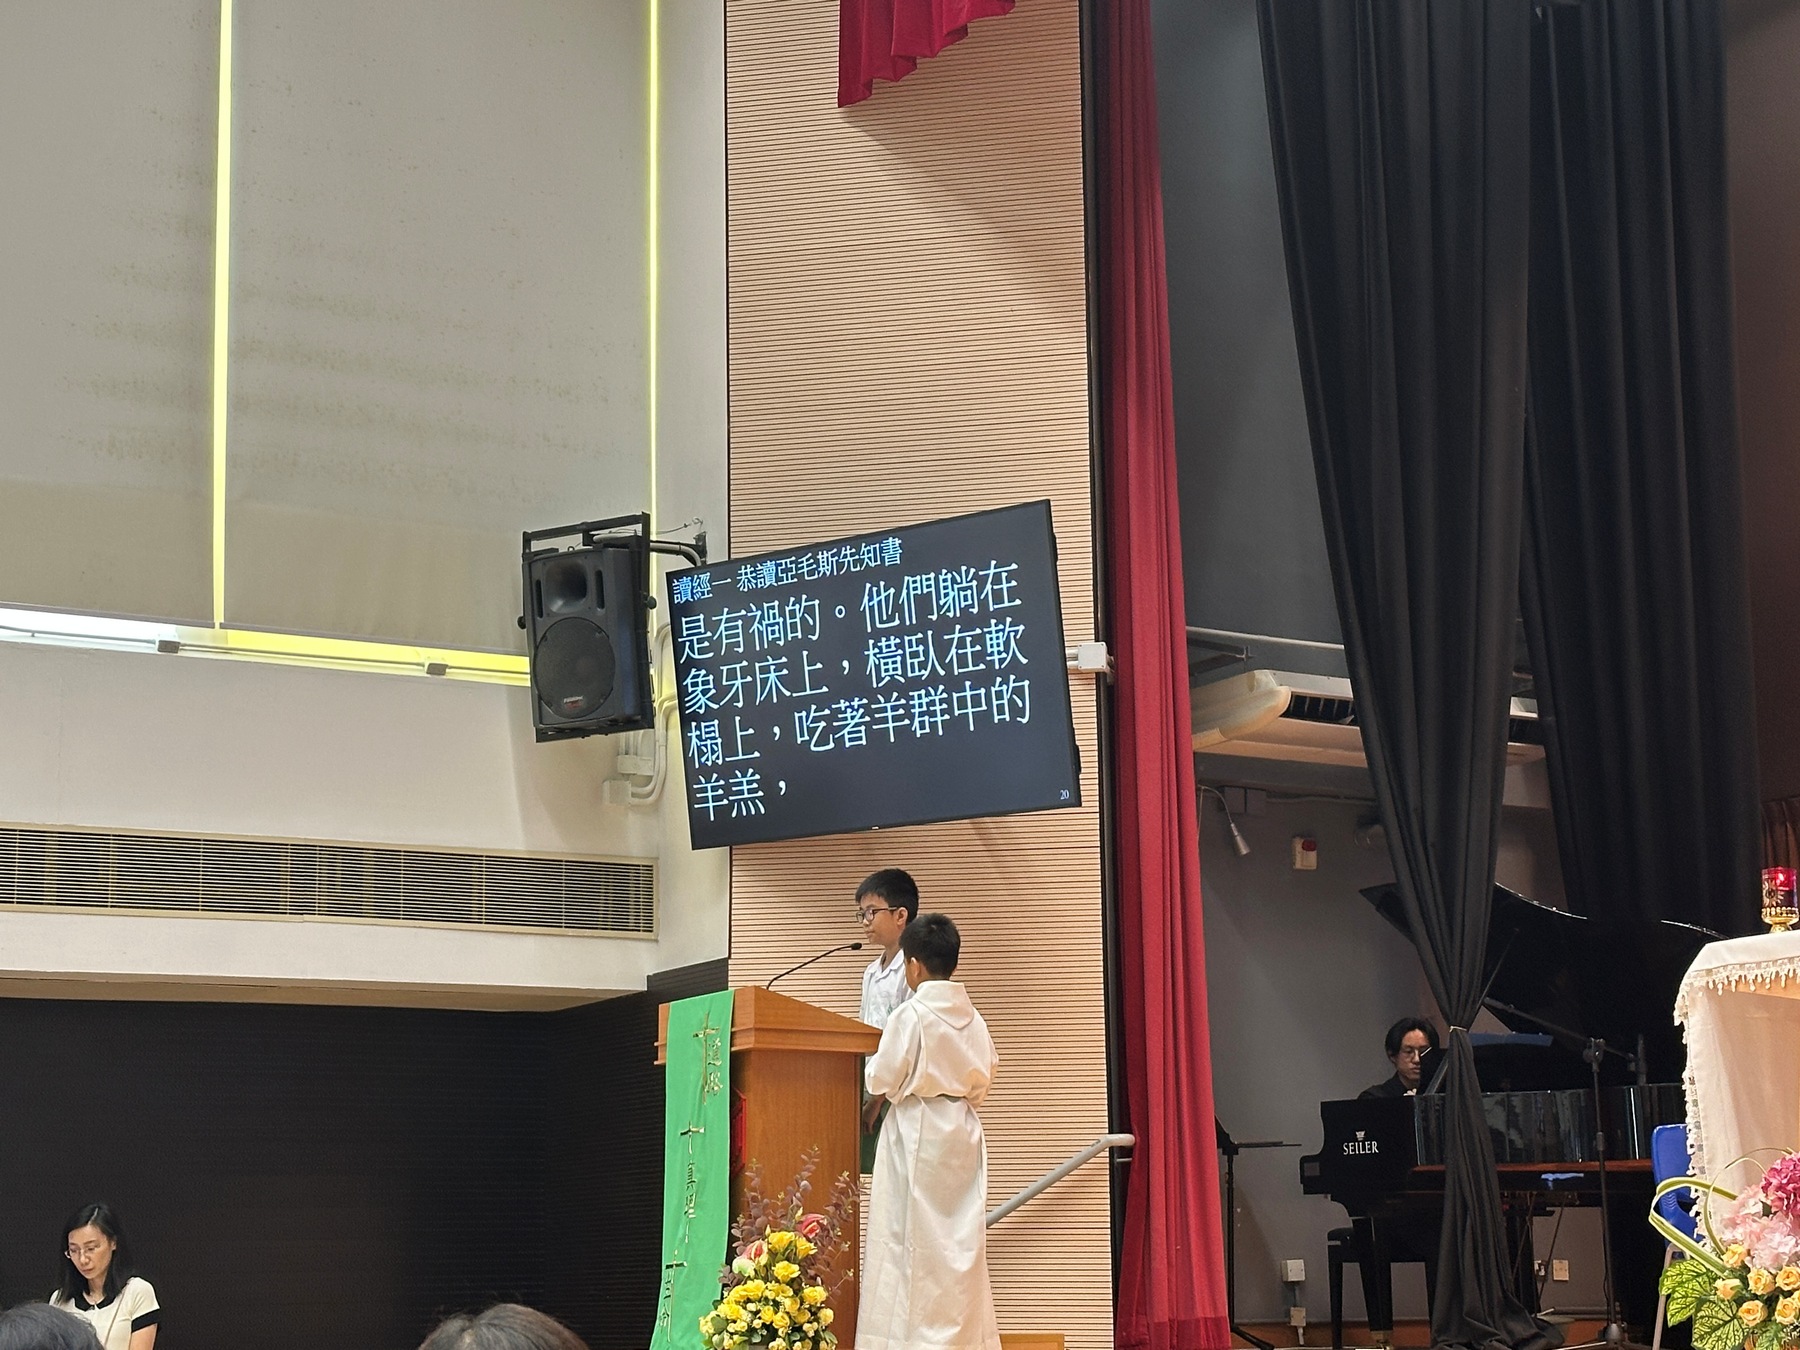 讀經一 恭讀亞毛斯先知書
是有禍的。他們躺在
象牙床上，橫臥在軟
榻上，吃著羊群中的
羊羔，
20
SEILER